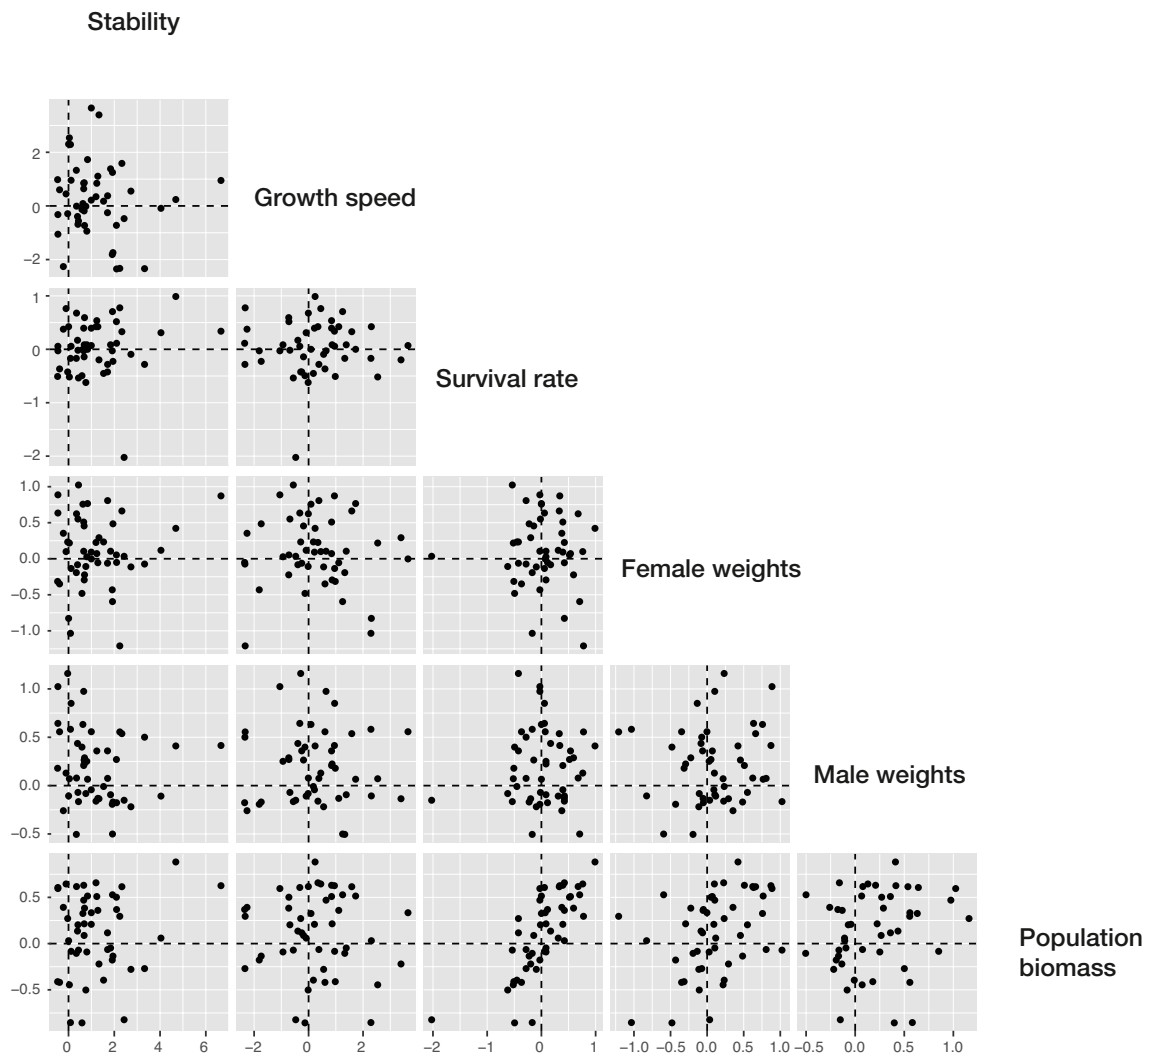 Stability
2
0
−2
Growth speed
1
0
−1
−2
Survival rate
1.0
0.5
0.0
−0.5
−1.0
Female weights
1.0
0.5
0.0
−0.5
Male weights
0.5
0.0
−0.5
Population
biomass
0 2 4 6 −2 0 2 −2 −1 0 1 −1.0 −0.5 0.0 0.5 1.0 −0.5 0.0 0.5 1.0